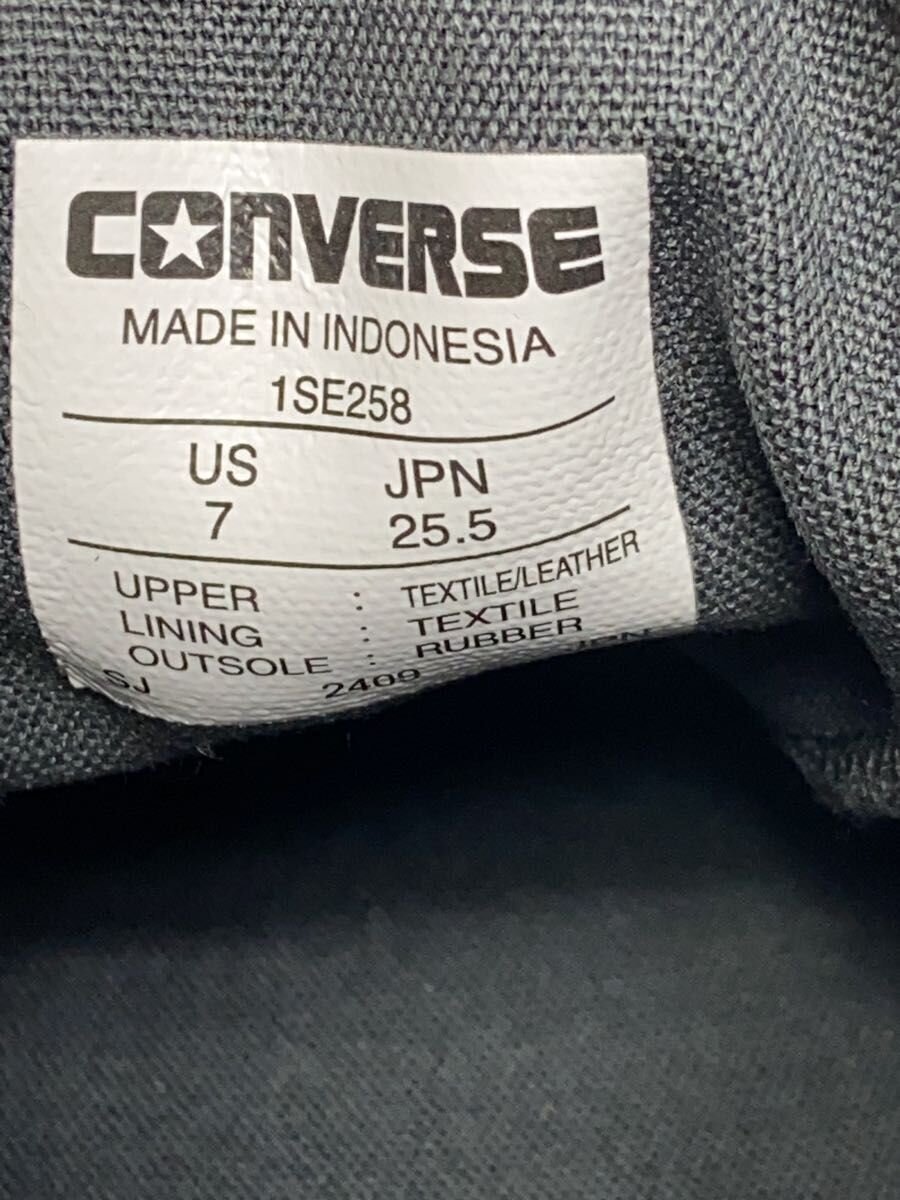 CONVERSE
MADE IN INDONESIA
1SE258
US JPN
7 25.5
UPPER : TEXTILE/LEATHER
LINING : TEXTILE
OUTSOLE : RUBBER
SJ 2409 JPN